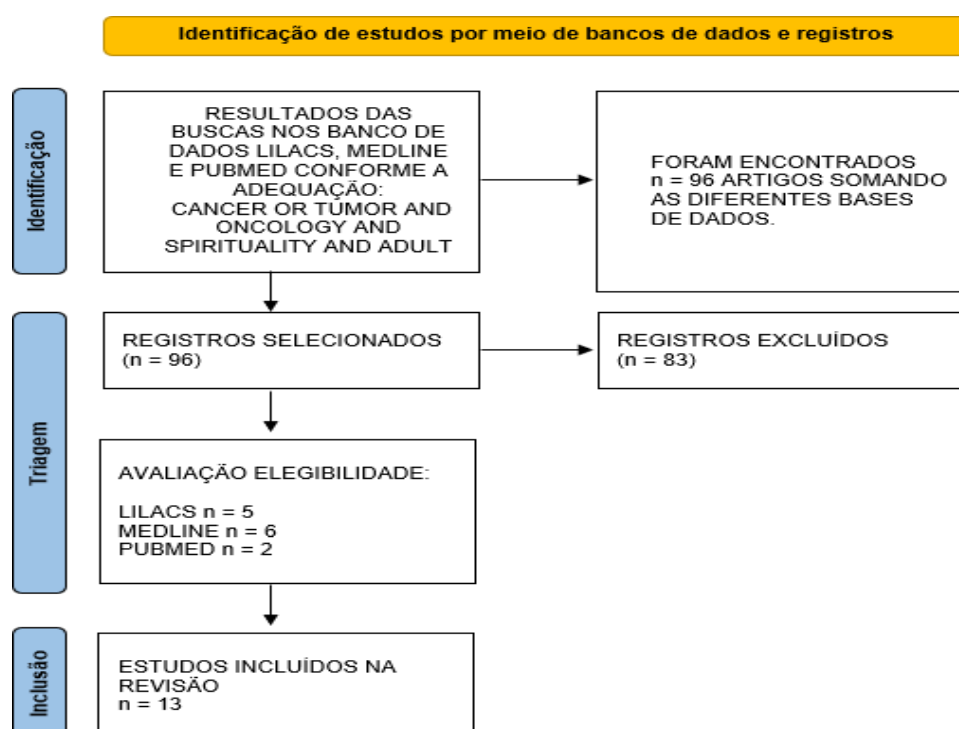 Identificação de estudos por meio de bancos de dados e registros
Identificação
RESULTADOS DAS
BUSCAS NOS BANCO DE
DADOS LILACS, MEDLINE
E PUBMED CONFORME A
ADEQUAÇÃO:
CANCER OR TUMOR AND
ONCOLOGY AND
SPIRITUALITY AND ADULT
FORAM ENCONTRADOS
n = 96 ARTIGOS SOMANDO
AS DIFERENTES BASES
DE DADOS.
Triagem
REGISTROS SELECIONADOS
(n = 96)
REGISTROS EXCLUÍDOS
(n = 83)
AVALIAÇÃO ELEGIBILIDADE:
LILACS n = 5
MEDLINE n = 6
PUBMED n = 2
Inclusão
ESTUDOS INCLUÍDOS NA
REVISÃO
n = 13